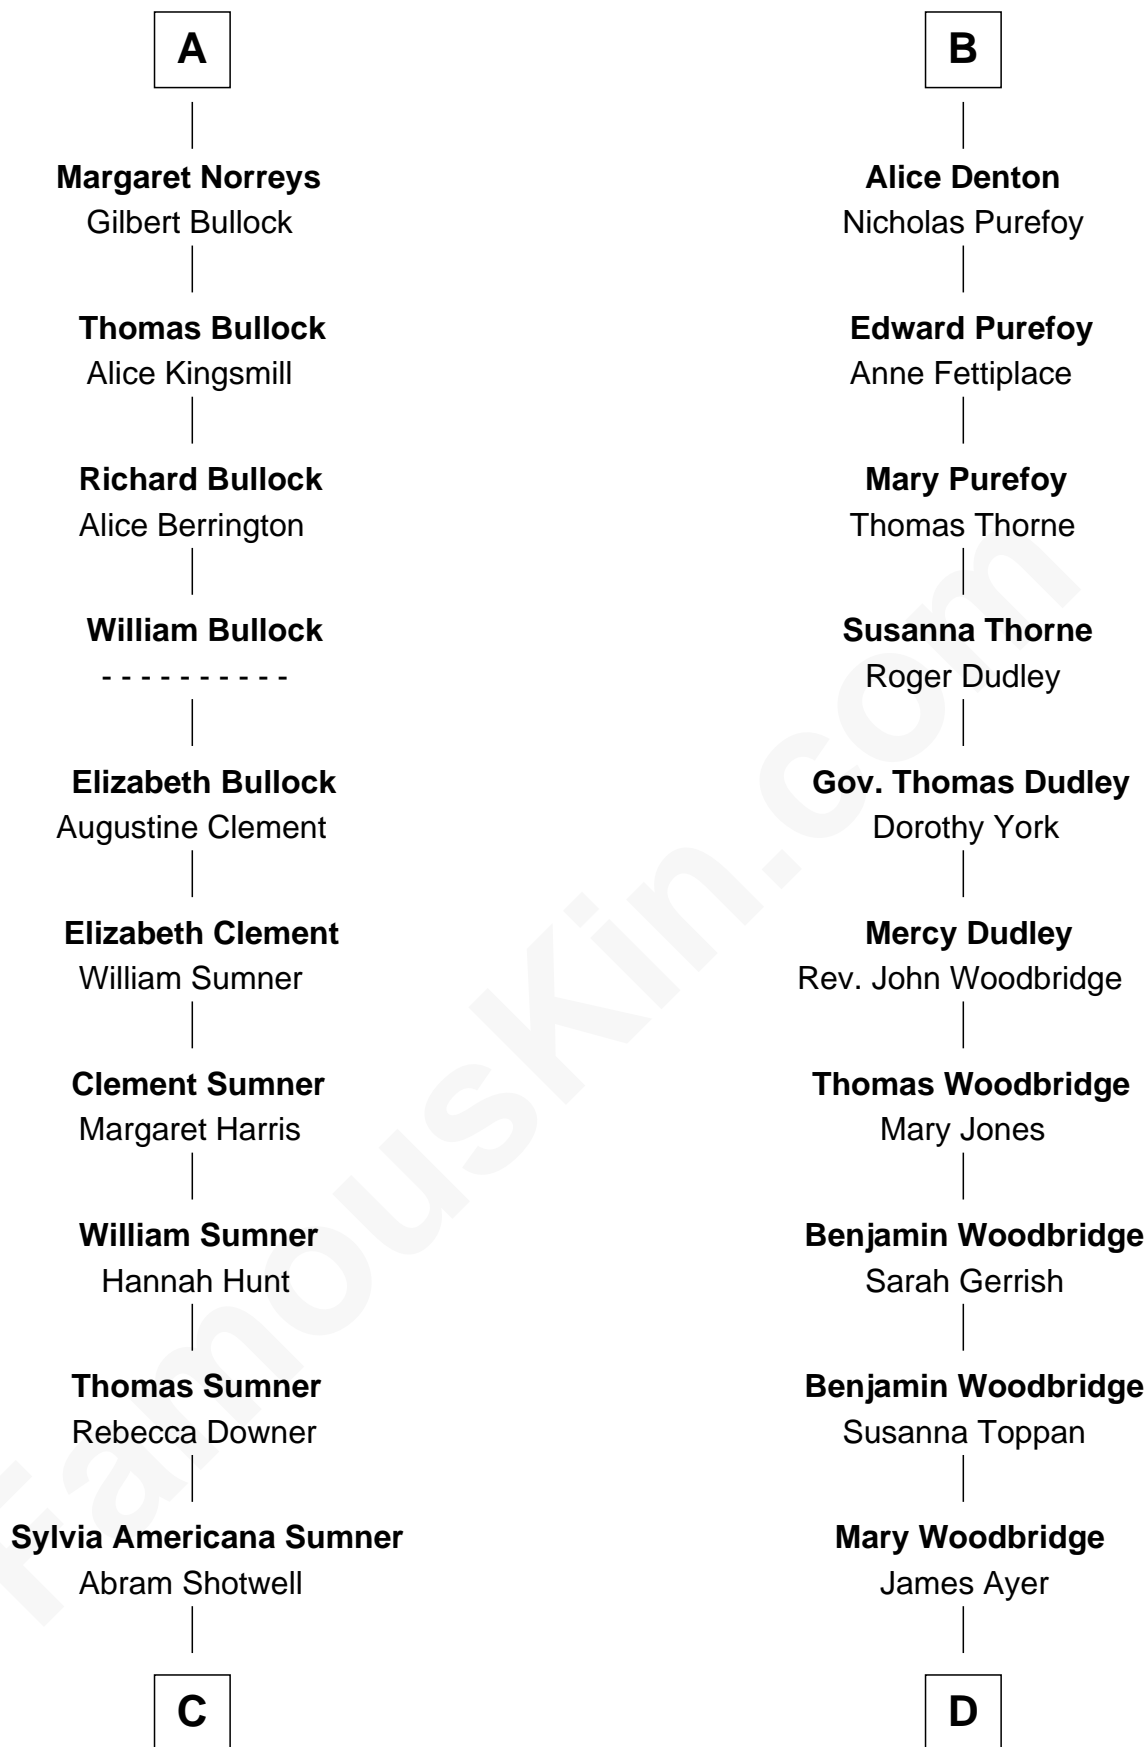 A
Margaret Norreys
Gilbert Bullock
Thomas Bullock
Alice Kingsmill
Richard Bullock
Alice Berrington
William Bullock
- - - - - - - - - -
Elizabeth Bullock
Augustine Clement
Elizabeth Clement
William Sumner
Clement Sumner
Margaret Harris
William Sumner
Hannah Hunt
Thomas Sumner
Rebecca Downer
Sylvia Americana Sumner
Abram Shotwell
C
B
Alice Denton
Nicholas Purefoy
Edward Purefoy
Anne Fettiplace
Mary Purefoy
Thomas Thorne
Susanna Thorne
Roger Dudley
Gov. Thomas Dudley
Dorothy York
Mercy Dudley
Rev. John Woodbridge
Thomas Woodbridge
Mary Jones
Benjamin Woodbridge
Sarah Gerrish
Benjamin Woodbridge
Susanna Toppan
Mary Woodbridge
James Ayer
D
FamousKin.com